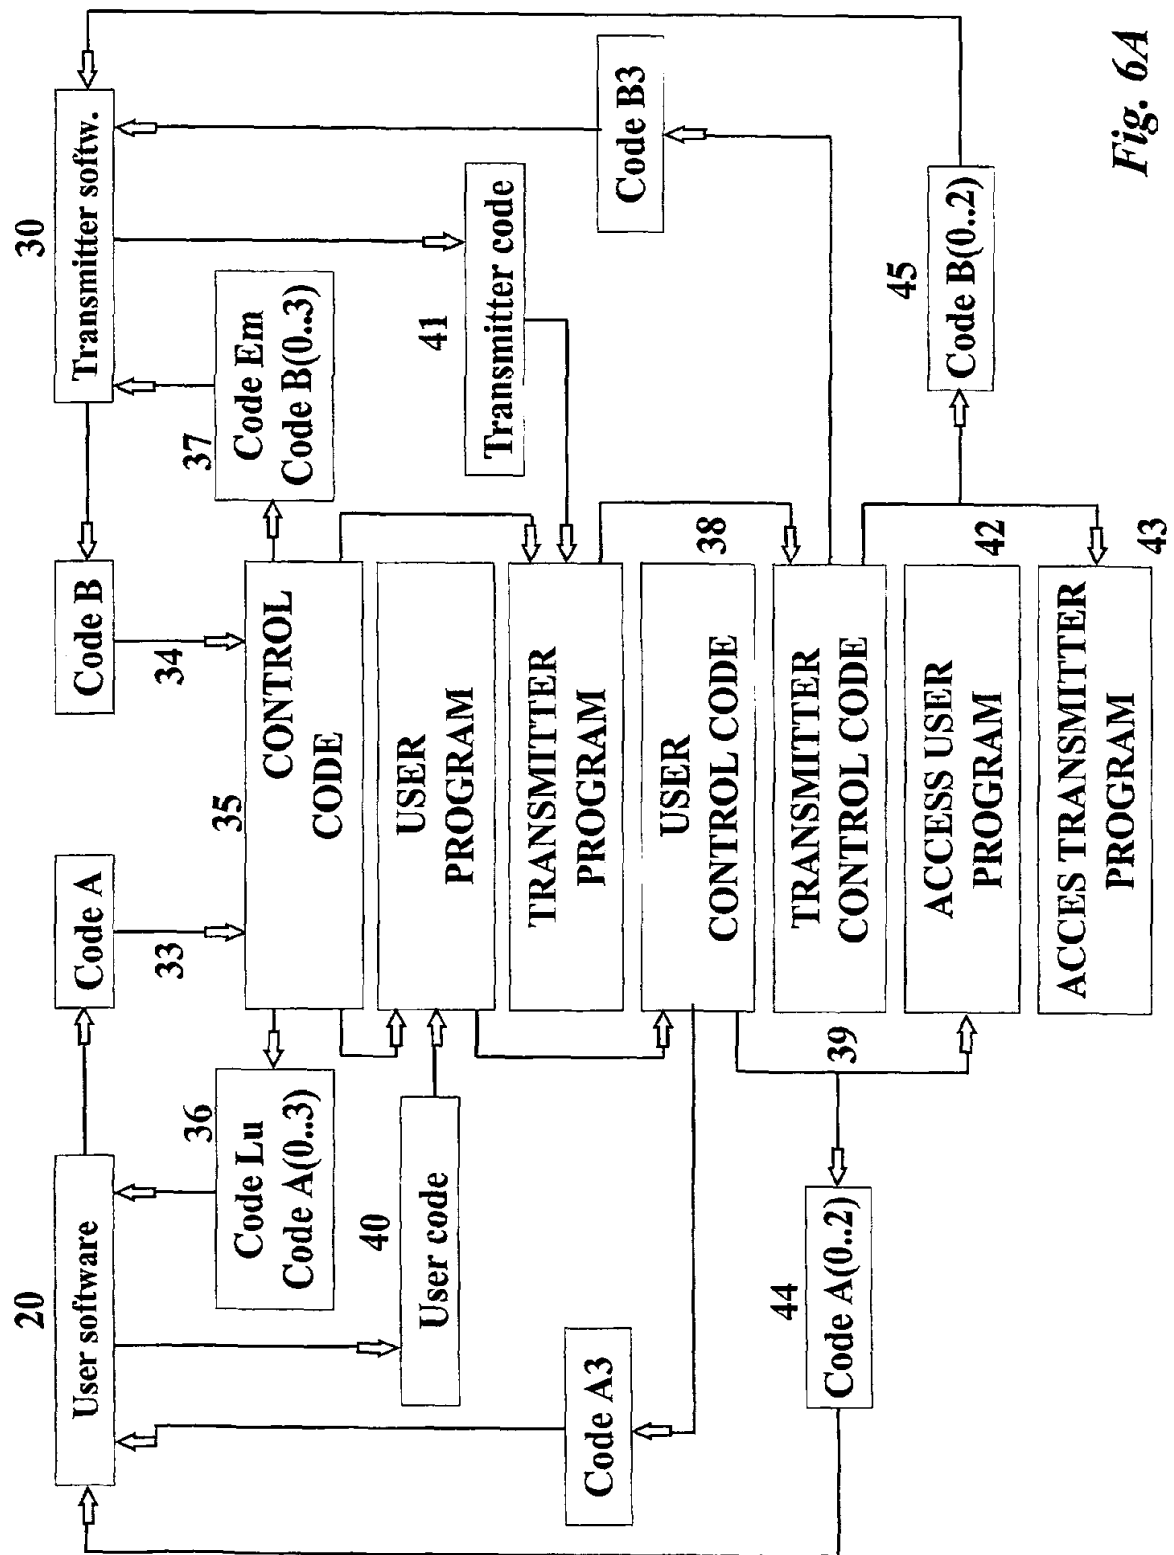 20
User software
Code A
Code B
30
Transmitter softw.
33
34
36
Code Lu
Code A(0..3)
35
CONTROL
CODE
37
Code Em
Code B(0..3)
40
User code
USER
PROGRAM
41
Transmitter code
TRANSMITTER
PROGRAM
Code A3
USER
CONTROL CODE
38
Code B3
39
TRANSMITTER
CONTROL CODE
44
Code A(0..2)
ACCESS USER
PROGRAM
42
45
Code B(0..2)
ACCES TRANSMITTER
PROGRAM
43
Fig. 6A